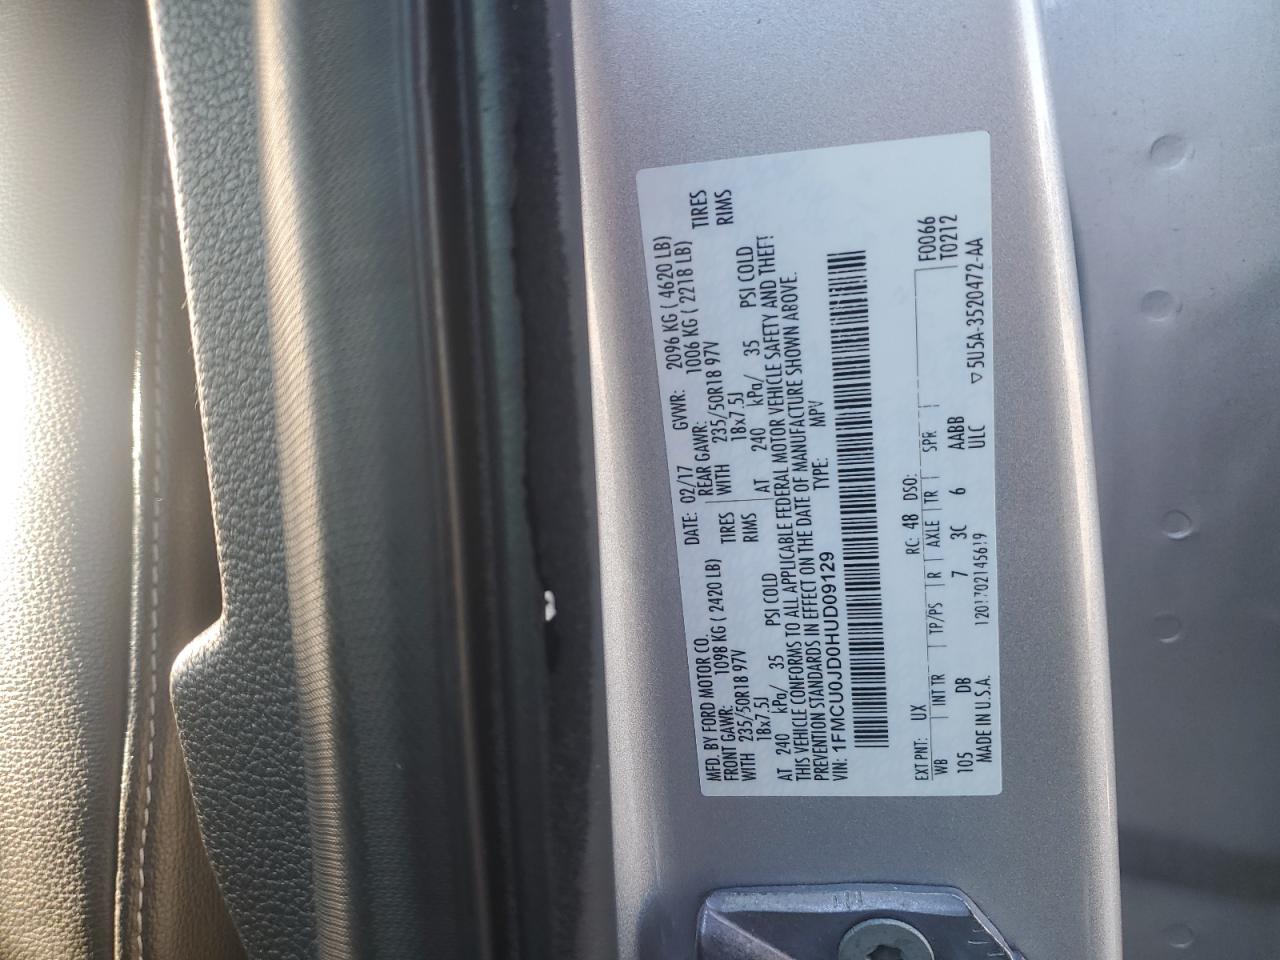 MFD. BY FORD MOTOR CO. DATE: 02/17 GVWR: 2096 KG ( 4620 LB)
FRONT GAWR: 1098 KG ( 2420 LB) REAR GAWR: 1006 KG ( 2218 LB)
WITH 235/50R18 97V TIRES WITH 235/50R18 97V TIRES
18x7.5J RIMS 18x7.5J RIMS
AT 240 kPa/ 35 PSI COLD AT 240 kPa/ 35 PSI COLD
THIS VEHICLE CONFORMS TO ALL APPLICABLE FEDERAL MOTOR VEHICLE SAFETY AND THEFT
PREVENTION STANDARDS IN EFFECT ON THE DATE OF MANUFACTURE SHOWN ABOVE.
VIN: 1FMCU0JD0HUD09129 TYPE: MPV
EXT PNT: UX RC: 48 DSO: F0066
WB INT TR TP/PS R AXLE TR SPR T0212
105 DB 7 3C 6 AABB
MADE IN U.S.A. 1201702145619 ULC ▽5U5A-3520472-AA